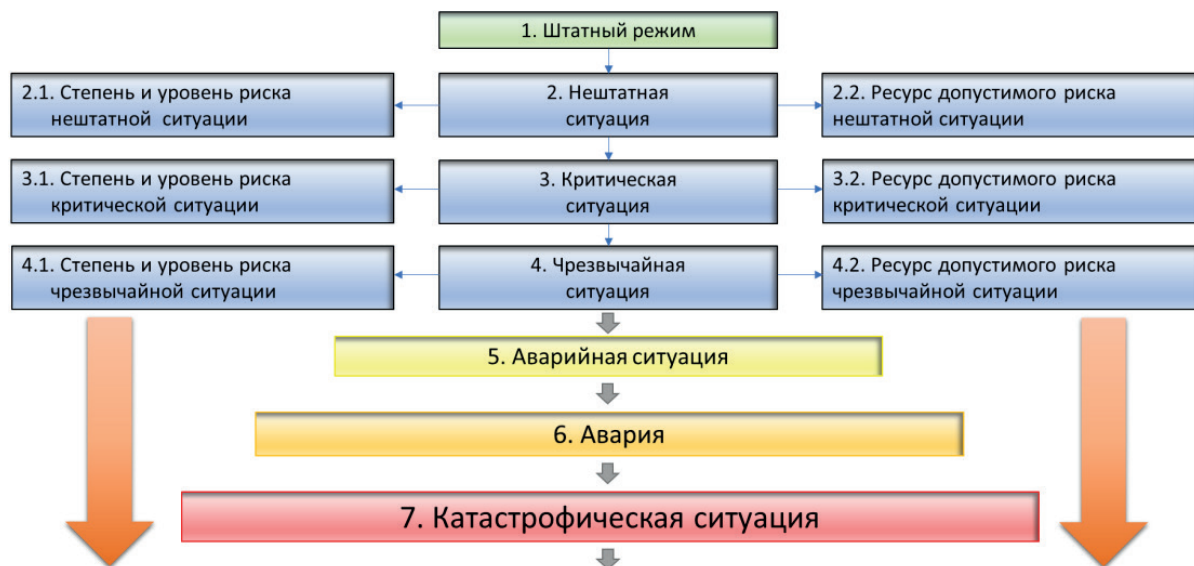 1. Штатный режим
2.1. Степень и уровень риска
нештатной ситуации
2. Нештатная
ситуация
2.2. Ресурс допустимого риска
нештатной ситуации
3.1. Степень и уровень риска
критической ситуации
3. Критическая
ситуация
3.2. Ресурс допустимого риска
критической ситуации
4.1. Степень и уровень риска
чрезвычайной ситуации
4. Чрезвычайная
ситуация
4.2. Ресурс допустимого риска
чрезвычайной ситуации
5. Аварийная ситуация
6. Авария
7. Катастрофическая ситуация